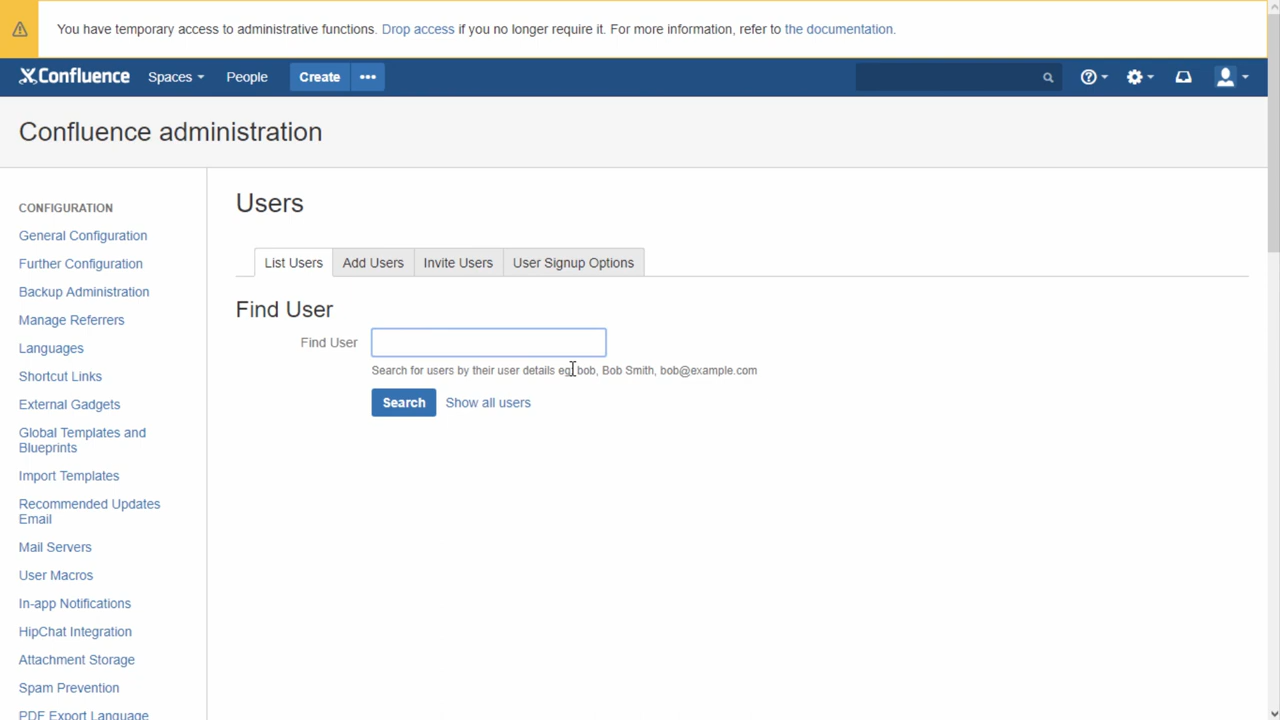 You have temporary access to administrative functions. Drop access if you no longer require it. For more information, refer to the documentation.
Confluence Spaces People Create
Confluence administration
CONFIGURATION
General Configuration
Further Configuration
Backup Administration
Manage Referrers
Languages
Shortcut Links
External Gadgets
Global Templates and
Blueprints
Import Templates
Recommended Updates
Email
Mail Servers
User Macros
In-app Notifications
HipChat Integration
Attachment Storage
Spam Prevention
PDF Export Language
Users
List Users Add Users Invite Users User Signup Options
Find User
Find User
Search for users by their user details eg. bob, Bob Smith, bob@example.com
Search Show all users